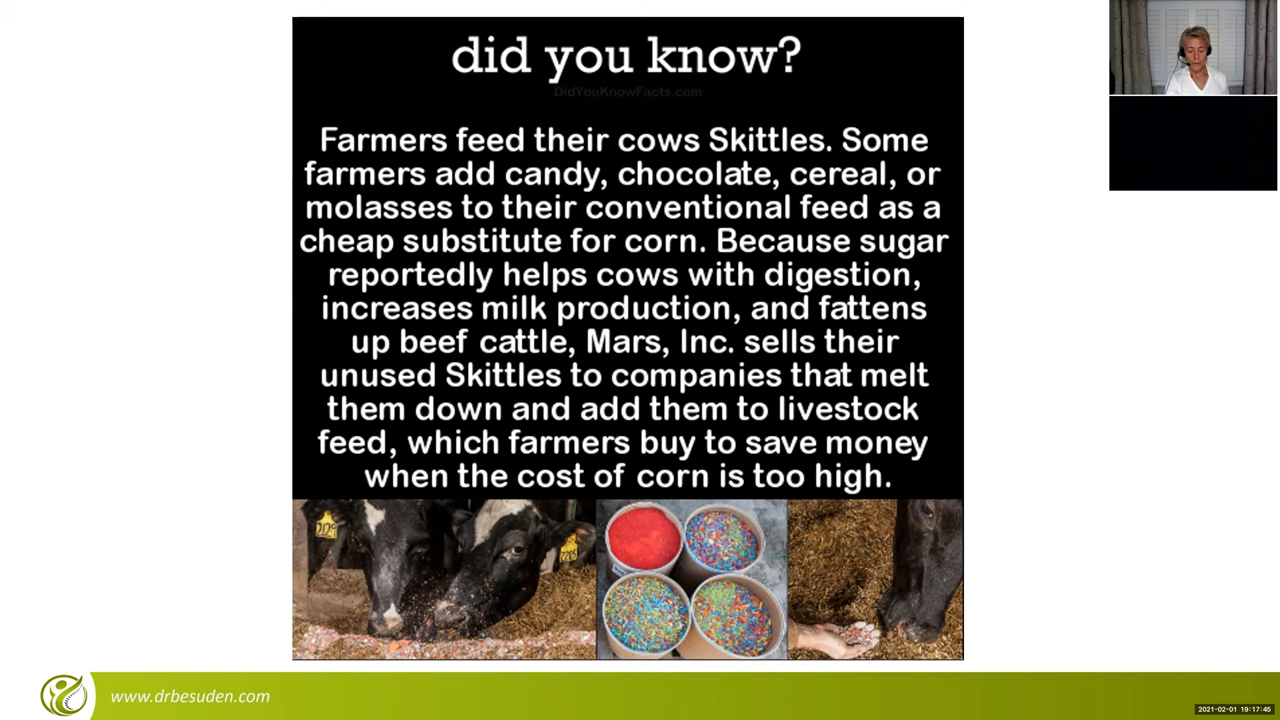 did you know?
DidYouKnowFacts.com
Farmers feed their cows Skittles. Some
farmers add candy, chocolate, cereal, or
molasses to their conventional feed as a
cheap substitute for corn. Because sugar
reportedly helps cows with digestion,
increases milk production, and fattens
up beef cattle, Mars, Inc. sells their
unused Skittles to companies that melt
them down and add them to livestock
feed, which farmers buy to save money
when the cost of corn is too high.
www.drbesuden.com
2021-02-01 19:17:45